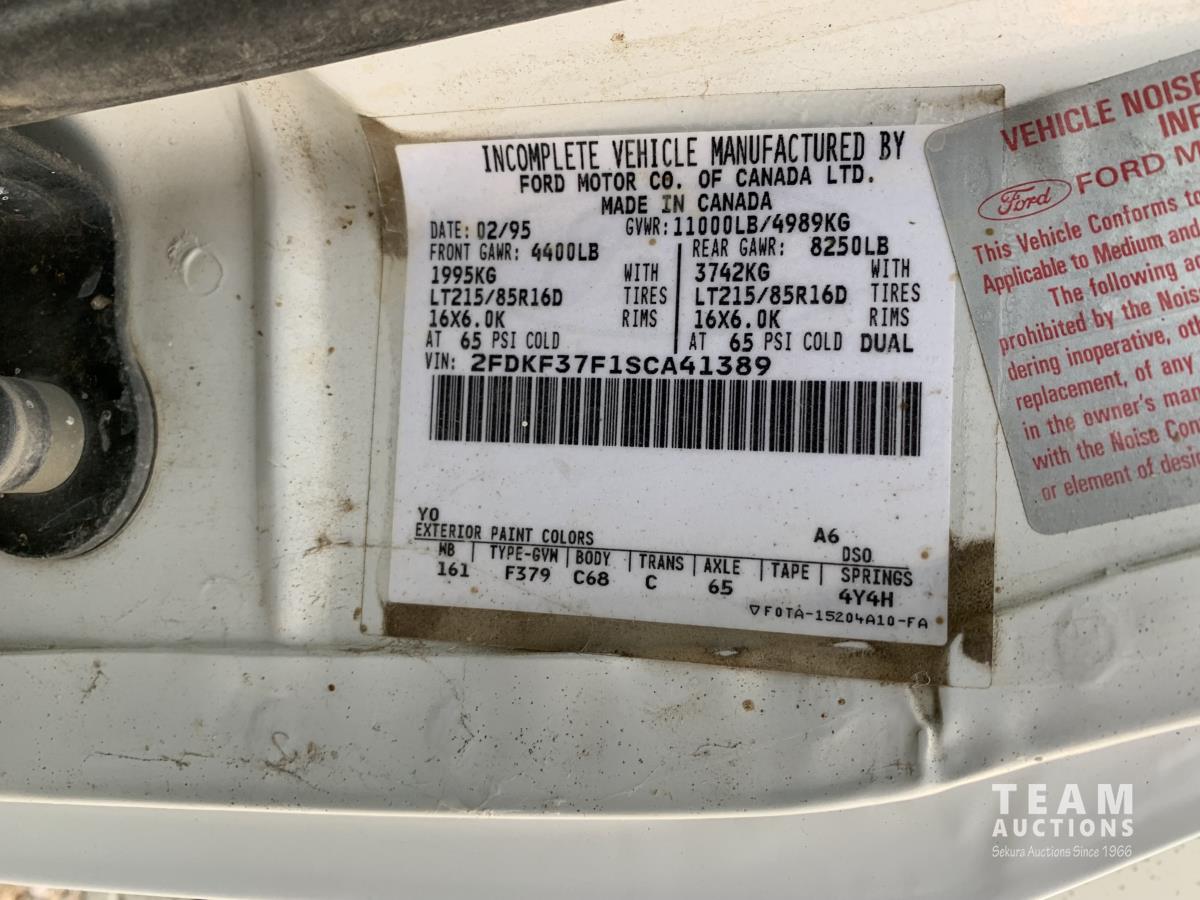 INCOMPLETE VEHICLE MANUFACTURED BY
FORD MOTOR CO. OF CANADA LTD.
MADE IN CANADA
DATE: 02/95 GVWR: 11000LB/4989KG
FRONT GAWR: 4400LB REAR GAWR: 8250LB
1995KG WITH 3742KG WITH
LT215/85R16D TIRES LT215/85R16D TIRES
16X6.0K RIMS 16X6.0K RIMS
AT 65 PSI COLD AT 65 PSI COLD DUAL
VIN: 2FDKF37F1SCA41389
YO A6
EXTERIOR PAINT COLORS DSO
WB TYPE-GVW BODY TRANS AXLE TAPE SPRINGS
161 F379 C68 C 65 4Y4H
▽F0TA-15204A10-FA
VEHICLE NOISE
Ford FORD
This Vehicle Conforms to
Applicable to Medium and
The following
prohibited by the
dering inoperative,
replacement, of any
in the owner's
with the Noise
or element of
TEAM
AUCTIONS
Sekura Auctions Since 1966